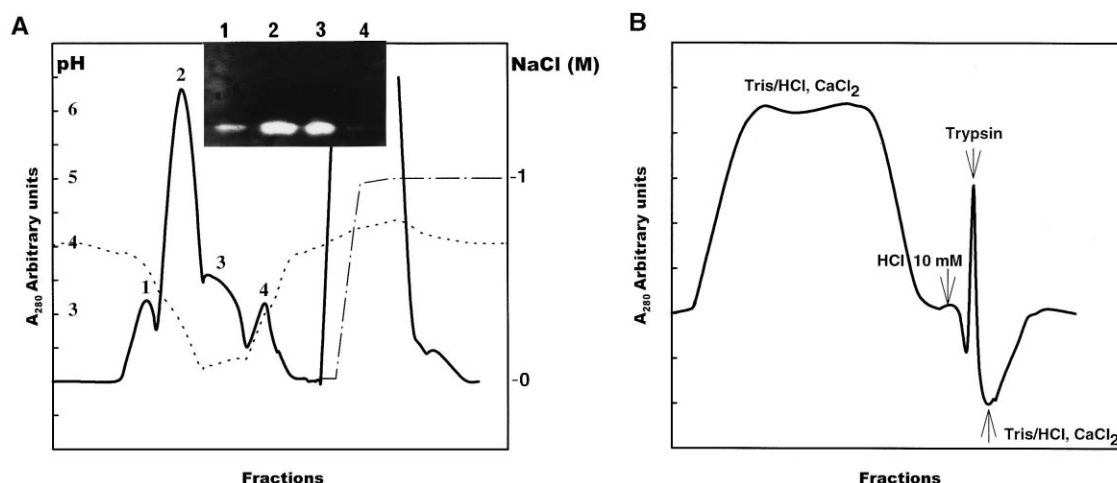 A
pH
NaCl (M)
1 2 3 4
2
6
5
4
3
1
3
4
-1
-0
A280 Arbitrary units
Fractions
B
Tris/HCl, CaCl2
Trypsin
HCl 10 mM
Tris/HCl, CaCl2
A280 Arbitrary units
Fractions